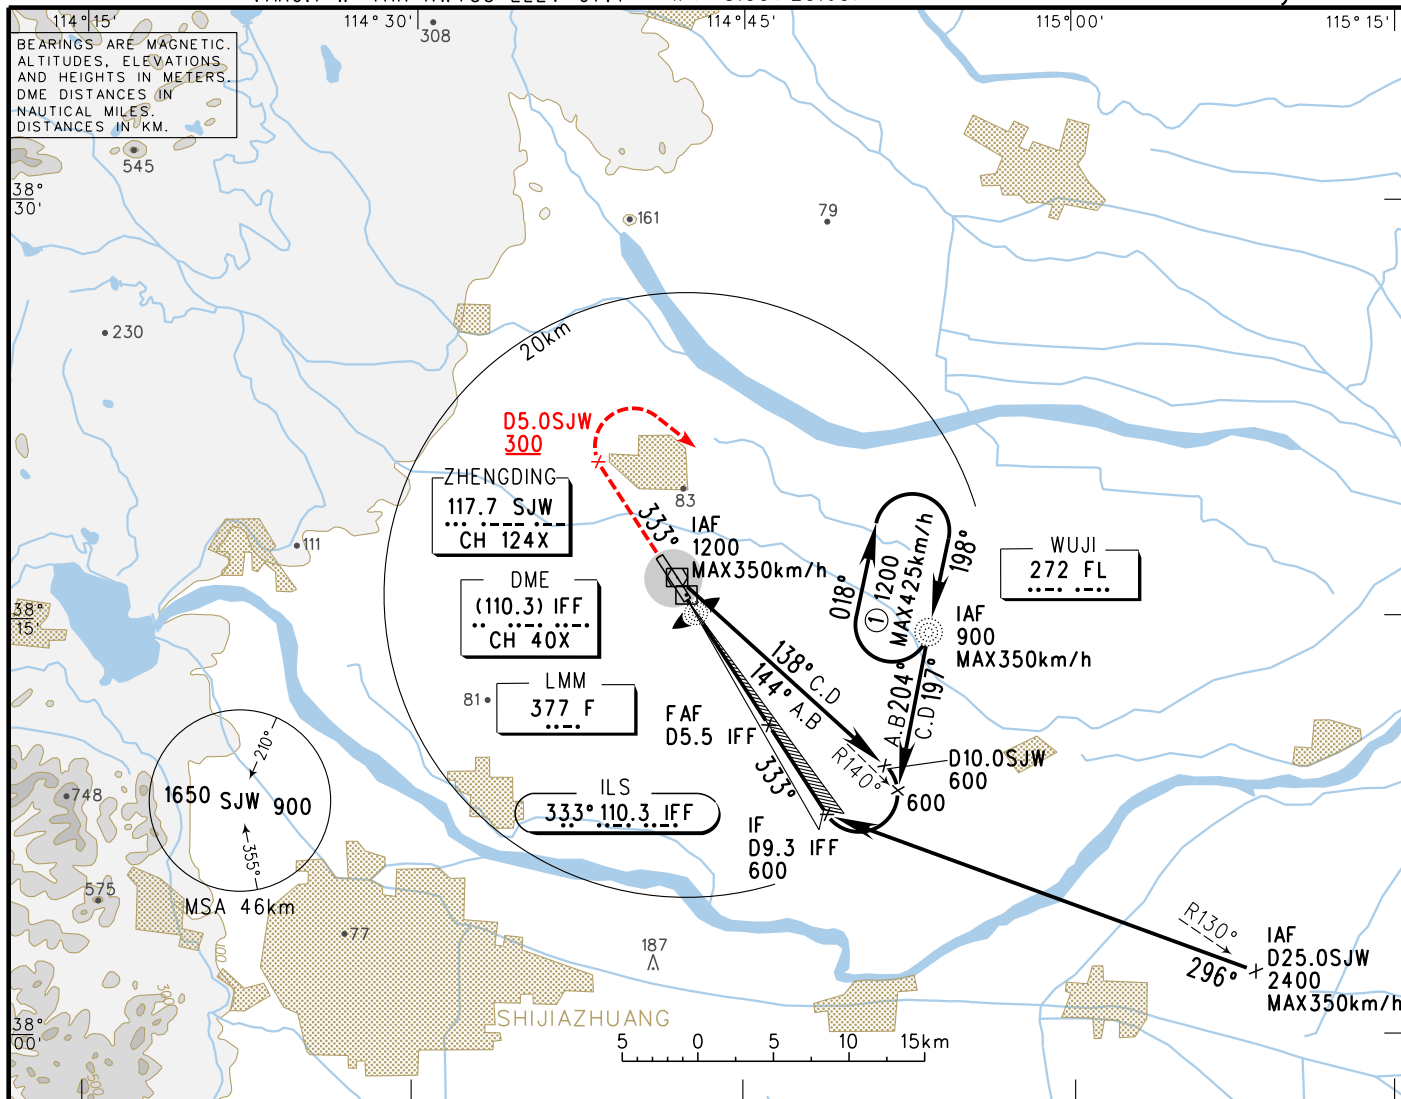 114°15'
114°30'
114°45'
115°00'
115°15'
308
BEARINGS ARE MAGNETIC.
ALTITUDES, ELEVATIONS
AND HEIGHTS IN METERS.
DME DISTANCES IN
NAUTICAL MILES.
DISTANCES IN KM.
545
38°
30'
161
79
230
20km
D5.0SJW
300
ZHENGDING
117.7 SJW
CH 124X
83
333°
IAF
1200
MAX350km/h
111
018°
① 1200
MAX425km/h
198°
WUJI
272 FL
DME
(110.3) IFF
CH 40X
38°
15'
IAF
900
MAX350km/h
138° C.D
144° A.B
A.B 204°
C.D 197°
LMM
377 F
81
FAF
D5.5 IFF
333°
R140°
D10.0SJW
600
600
210°
1650 SJW 900
355°
MSA 46km
748
ILS
333° 110.3 IFF
IF
D9.3 IFF
600
575
77
187
R130°
296°
IAF
D25.0SJW
2400
MAX350km/h
300
SHIJIAZHUANG
38°
00'
5 0 5 10 15km